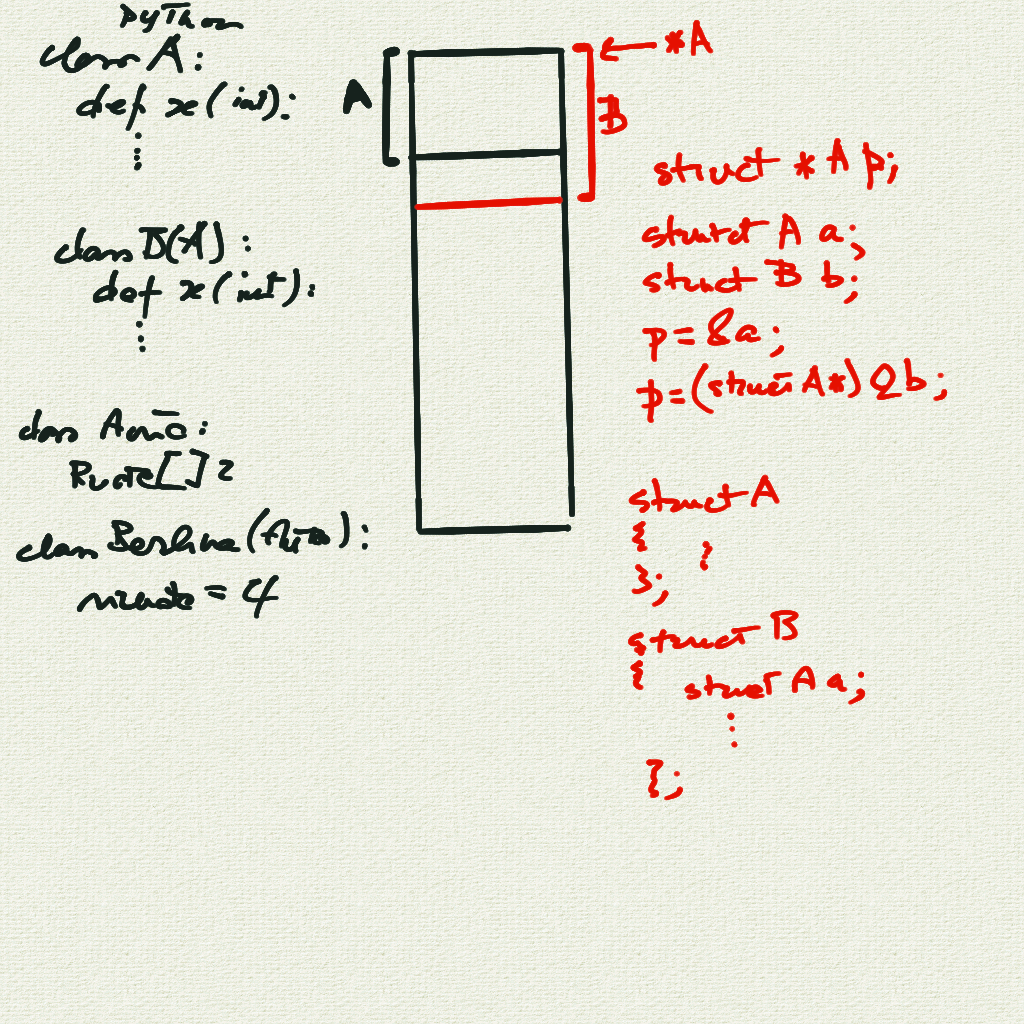 Python
class A:
def x(int):
⋮
class B(A):
def x(int):
⋮
class Auto:
Ruote[] 2
class Berlina(Auto):
ruote = 4
A
*A
B
struct *A p;
struct A a;
struct B b;
p = &a;
p = (struct A*) &b;
struct A
{
⋮
};
struct B
{
struct A a;
⋮
};